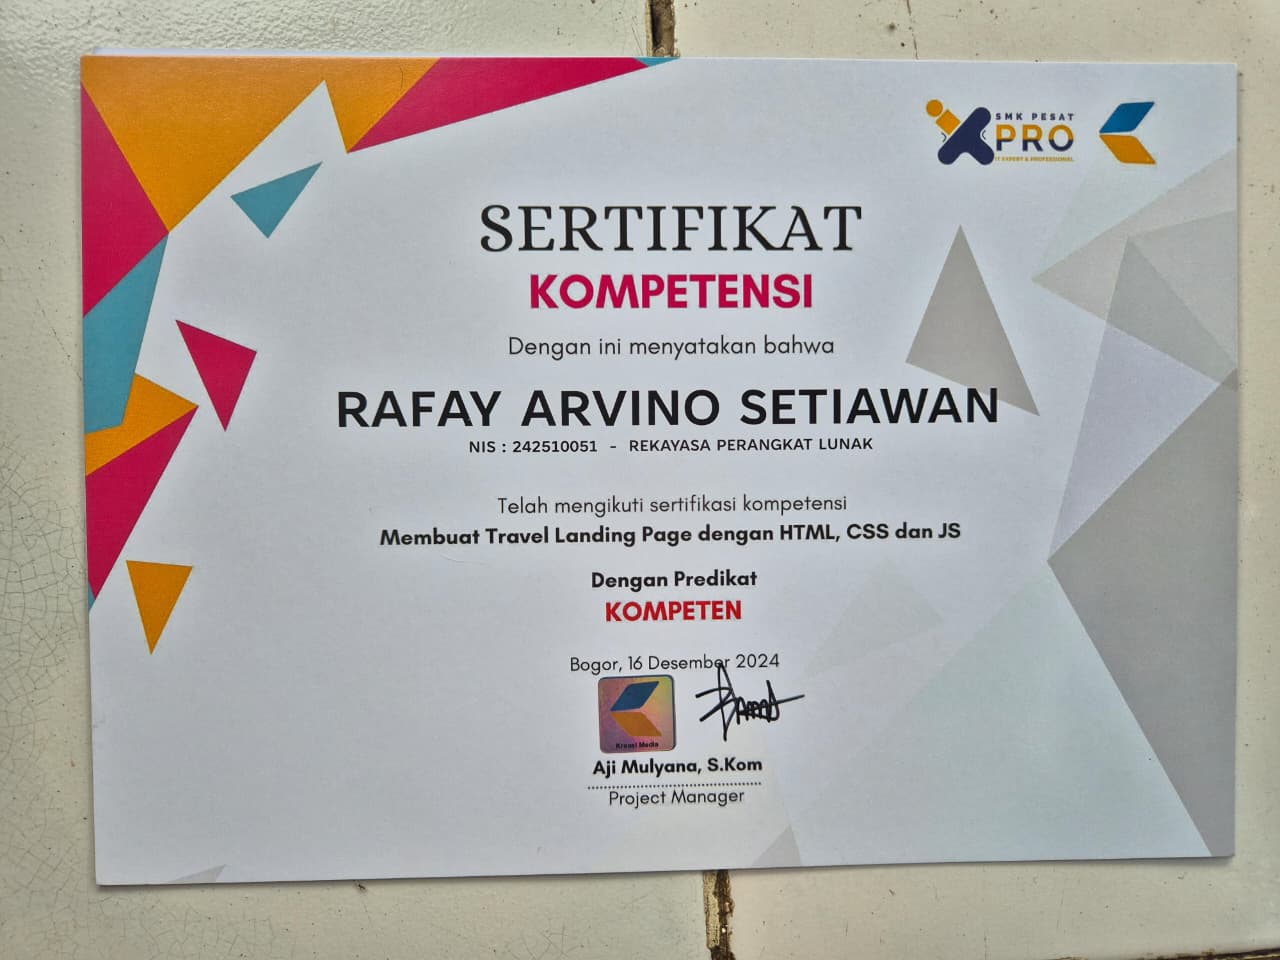 SMK PESAT
XPRO
IT EXPERT & PROFESSIONAL
SERTIFIKAT
KOMPETENSI
Dengan ini menyatakan bahwa
RAFAY ARVINO SETIAWAN
NIS : 242510051 - REKAYASA PERANGKAT LUNAK
Telah mengikuti sertifikasi kompetensi
Membuat Travel Landing Page dengan HTML, CSS dan JS
Dengan Predikat
KOMPETEN
Bogor, 16 Desember 2024
Kreasi Media
Aji Mulyana, S.Kom
Project Manager